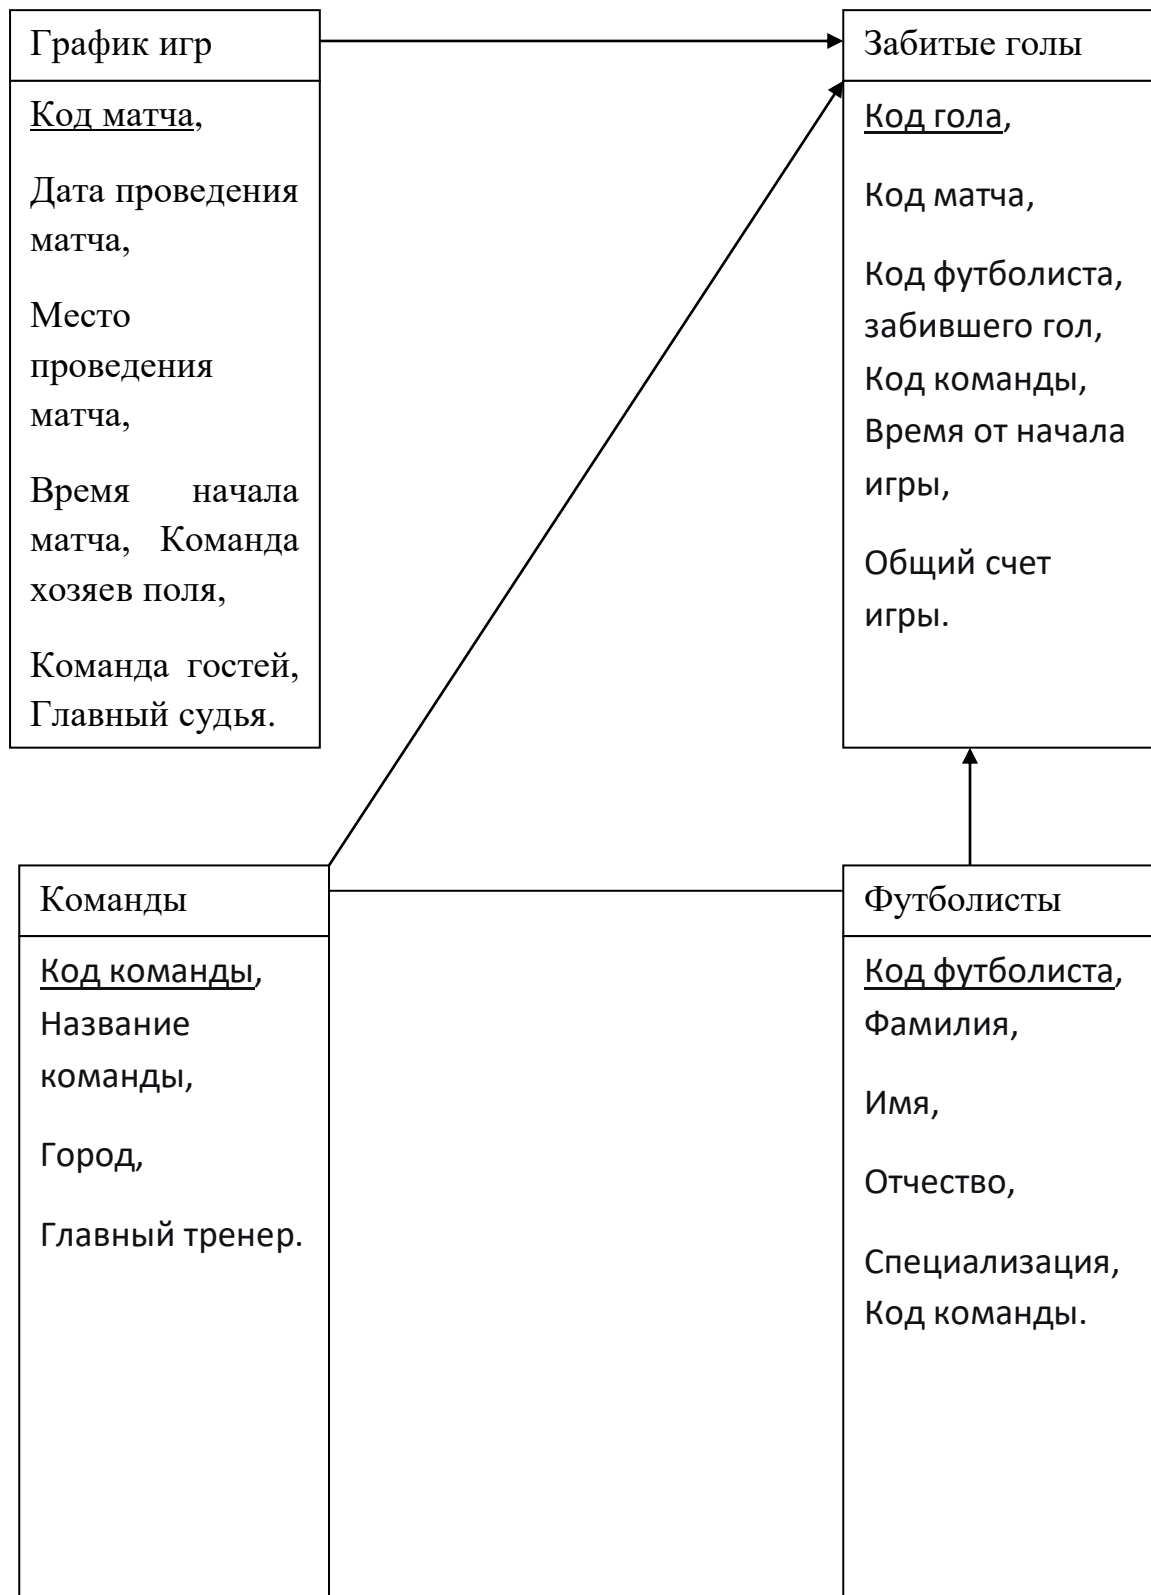 График игр
Код матча,
Дата проведения
матча,
Место
проведения
матча,
Время начала
матча, Команда
хозяев поля,
Команда гостей,
Главный судья.
Забитые голы
Код гола,
Код матча,
Код футболиста,
забившего гол,
Код команды,
Время от начала
игры,
Общий счет
игры.
Команды
Код команды,
Название
команды,
Город,
Главный тренер.
Футболисты
Код футболиста,
Фамилия,
Имя,
Отчество,
Специализация,
Код команды.